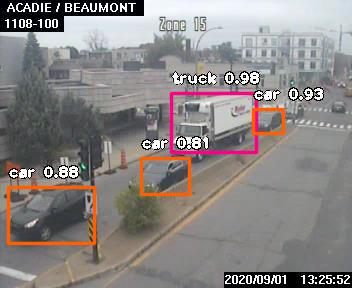 ACADIE / BEAUMONT
1108-100
Zone 15
truck 0.98
car 0.93
car 0.81
car 0.88
2020/09/01 13:25:52